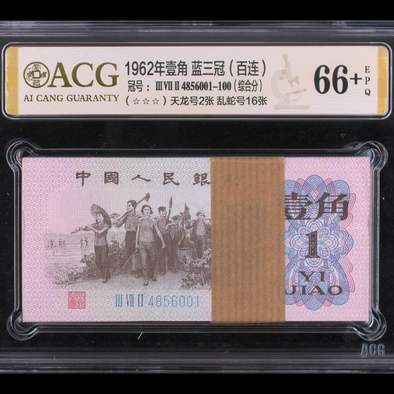 ACG
AI CANG GUARANTY
1962年壹角 蓝三冠（百连）
冠号： III VII II 4856001-100 (综合分)
（☆☆☆）天龙号2张 乱蛇号16张
66+
EPQ
中國人民銀
III VII II 4856001
壹角
1
YI
JIAO
ACG